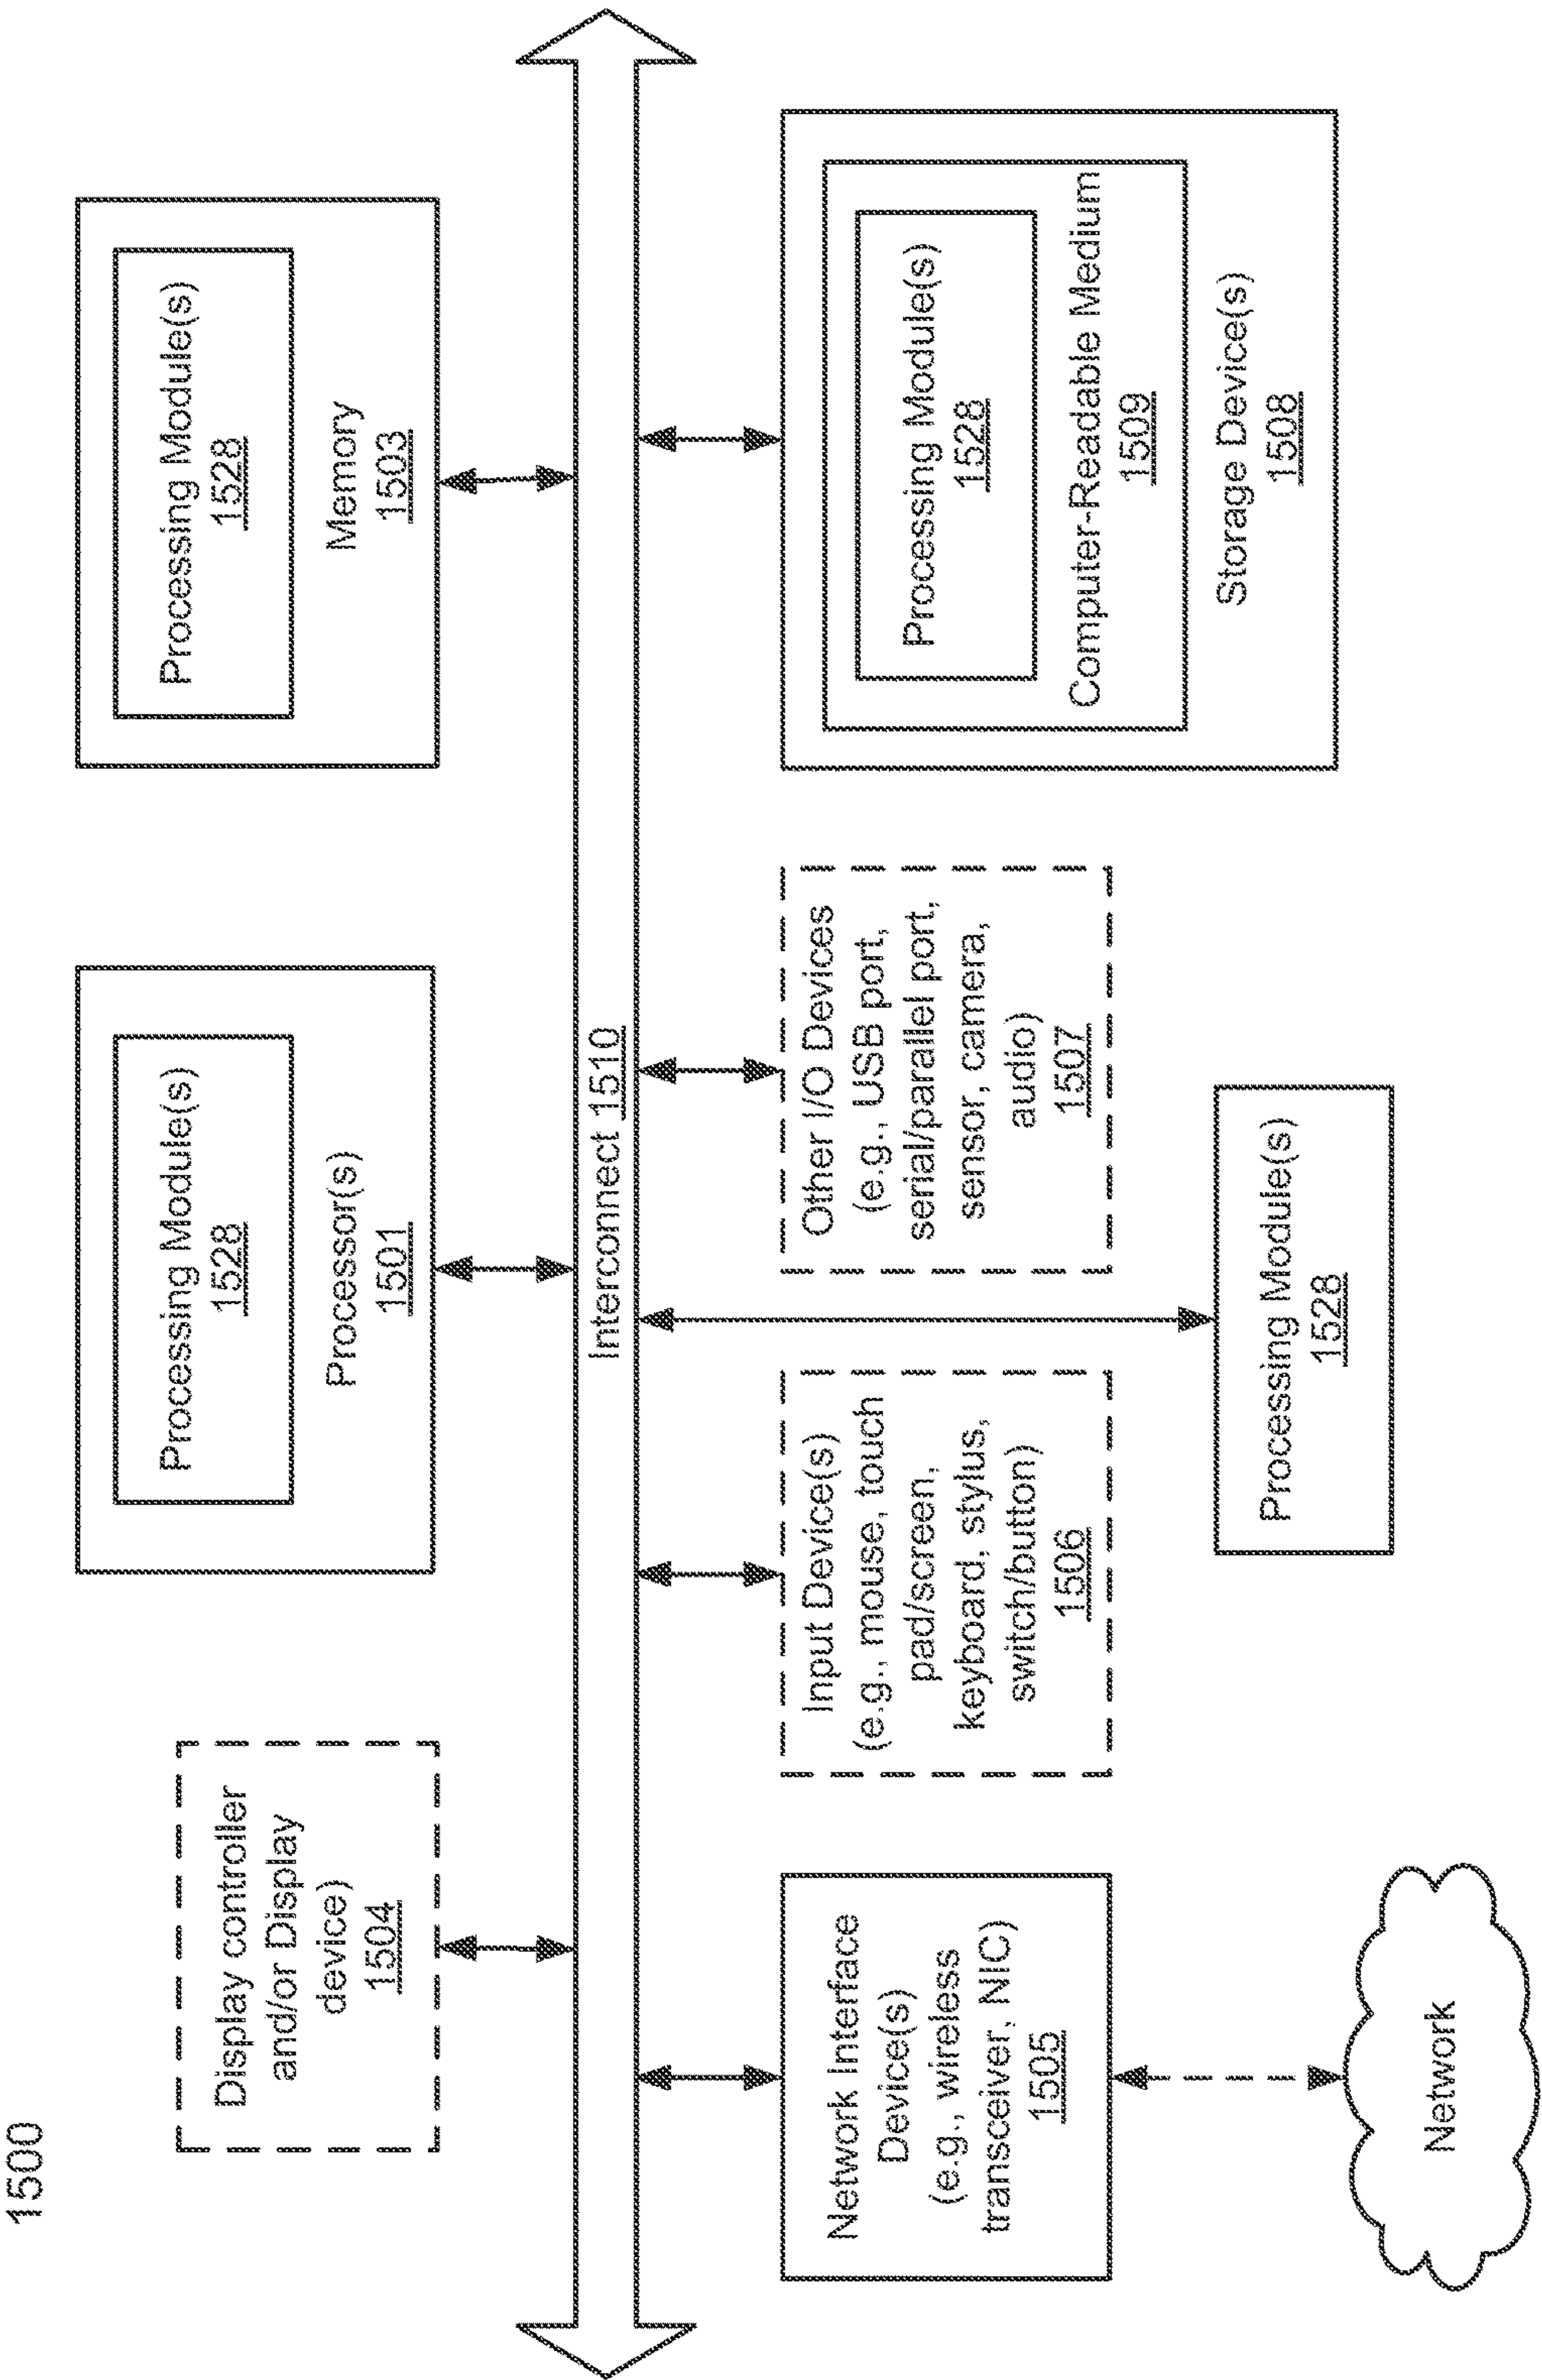 1500
Display controller
and/or Display
device)
1504
Processing Module(s)
1528
Processor(s)
1501
Processing Module(s)
1528
Memory
1503
Interconnect 1510
Network Interface
Device(s)
(e.g., wireless
transceiver, NIC)
1505
Input Device(s)
(e.g., mouse, touch
pad/screen,
keyboard, stylus,
switch/button)
1506
Other I/O Devices
(e.g., USB port,
serial/parallel port,
sensor, camera,
audio)
1507
Processing Module(s)
1528
Computer-Readable Medium
1509
Storage Device(s)
1508
Processing Module(s)
1528
Network